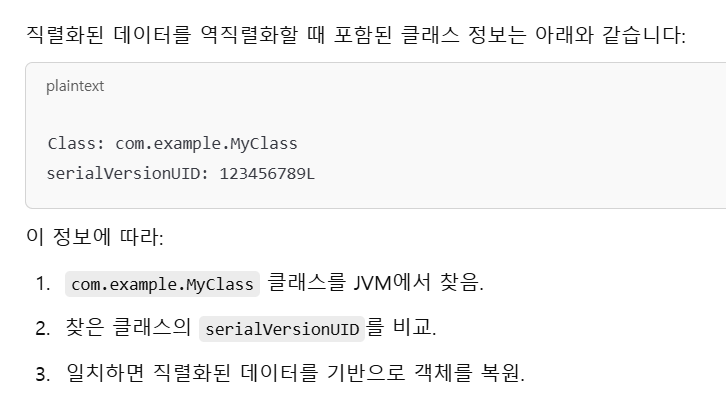 직렬화된 데이터를 역직렬화할 때 포함된 클래스 정보는 아래와 같습니다:
plaintext
Class: com.example.MyClass
serialVersionUID: 123456789L
이 정보에 따라:
1. com.example.MyClass 클래스를 JVM에서 찾음.
2. 찾은 클래스의 serialVersionUID를 비교.
3. 일치하면 직렬화된 데이터를 기반으로 객체를 복원.